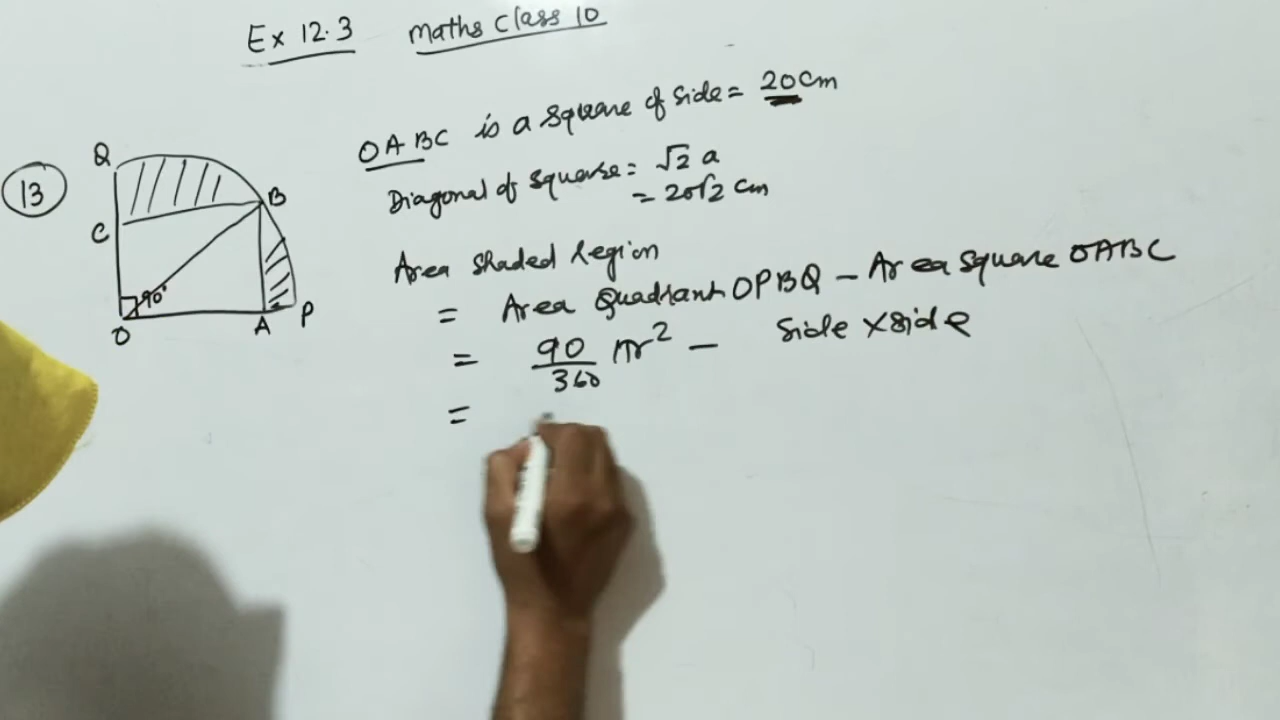 Ex 12.3 Maths Class 10
13
Q
B
C
90°
O
A
P
OABC is a Square of Side = 20cm
Diagonal of Square = √2 a
= 20√2 cm
Area Shaded Region
= Area Quadrant OPBQ - Area Square OABC
= 90/360 πr² - Side x Side
=